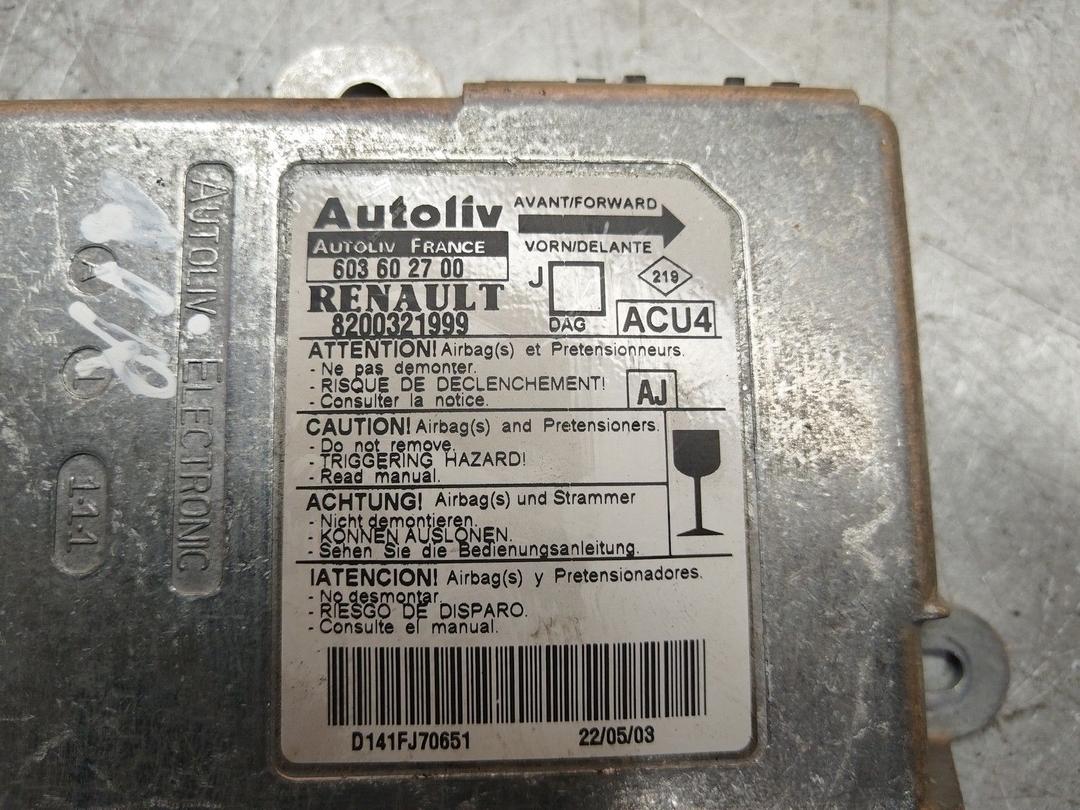 Autoliv
AVANT/FORWARD
AUTOLIV FRANCE
VORN/DELANTE
603 60 27 00
RENAULT
8200321999
J
DAG
219
ACU4
ATTENTION! Airbag(s) et Pretensionneurs.
- Ne pas demonter.
- RISQUE DE DECLENCHEMENT!
- Consulter la notice.
AJ
CAUTION! Airbag(s) and Pretensioners.
- Do not remove.
- TRIGGERING HAZARD!
- Read manual.
ACHTUNG! Airbag(s) und Strammer
- Nicht demontieren.
- KONNEN AUSLONEN.
- Sehen Sie die Bedienungsanleitung.
IATENCION! Airbag(s) y Pretensionadores.
- No desmontar
- RIESGO DE DISPARO.
- Consulte el manual.
D141FJ70651
22/05/03
AUTOLIV • ELECTRONIC
A
1
1-1-1